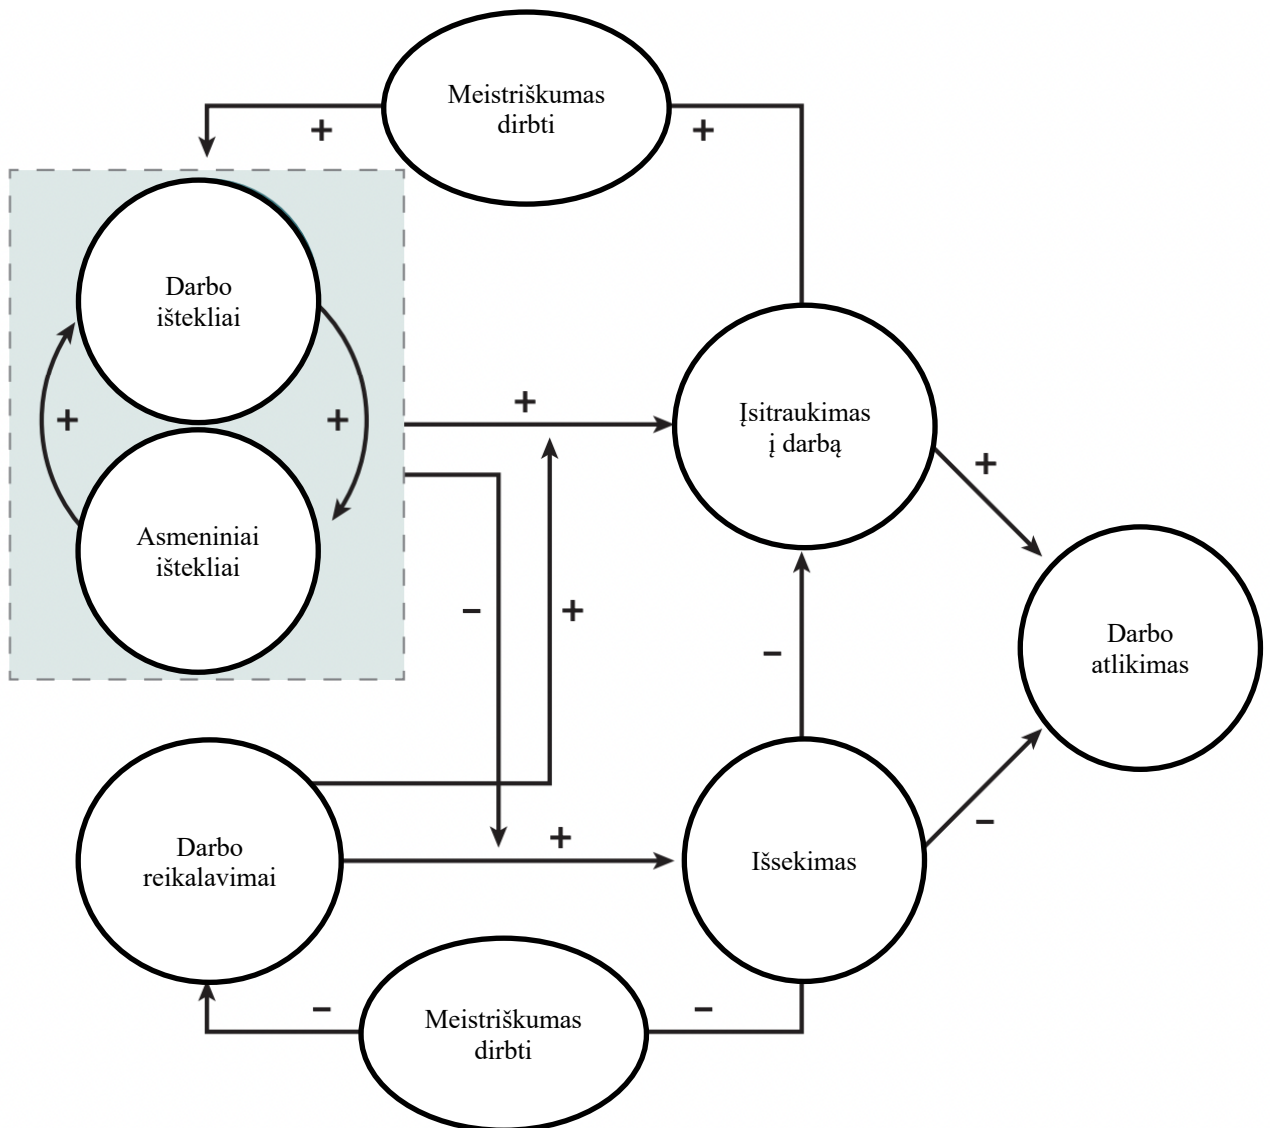 Meistriškumas
dirbti
+
+
Darbo
ištekliai
+
+
Asmeniniai
ištekliai
+
Įsitraukimas
į darbą
+
–
+
–
Darbo
atlikimas
Darbo
reikalavimai
+
Išsekimas
–
–
–
Meistriškumas
dirbti